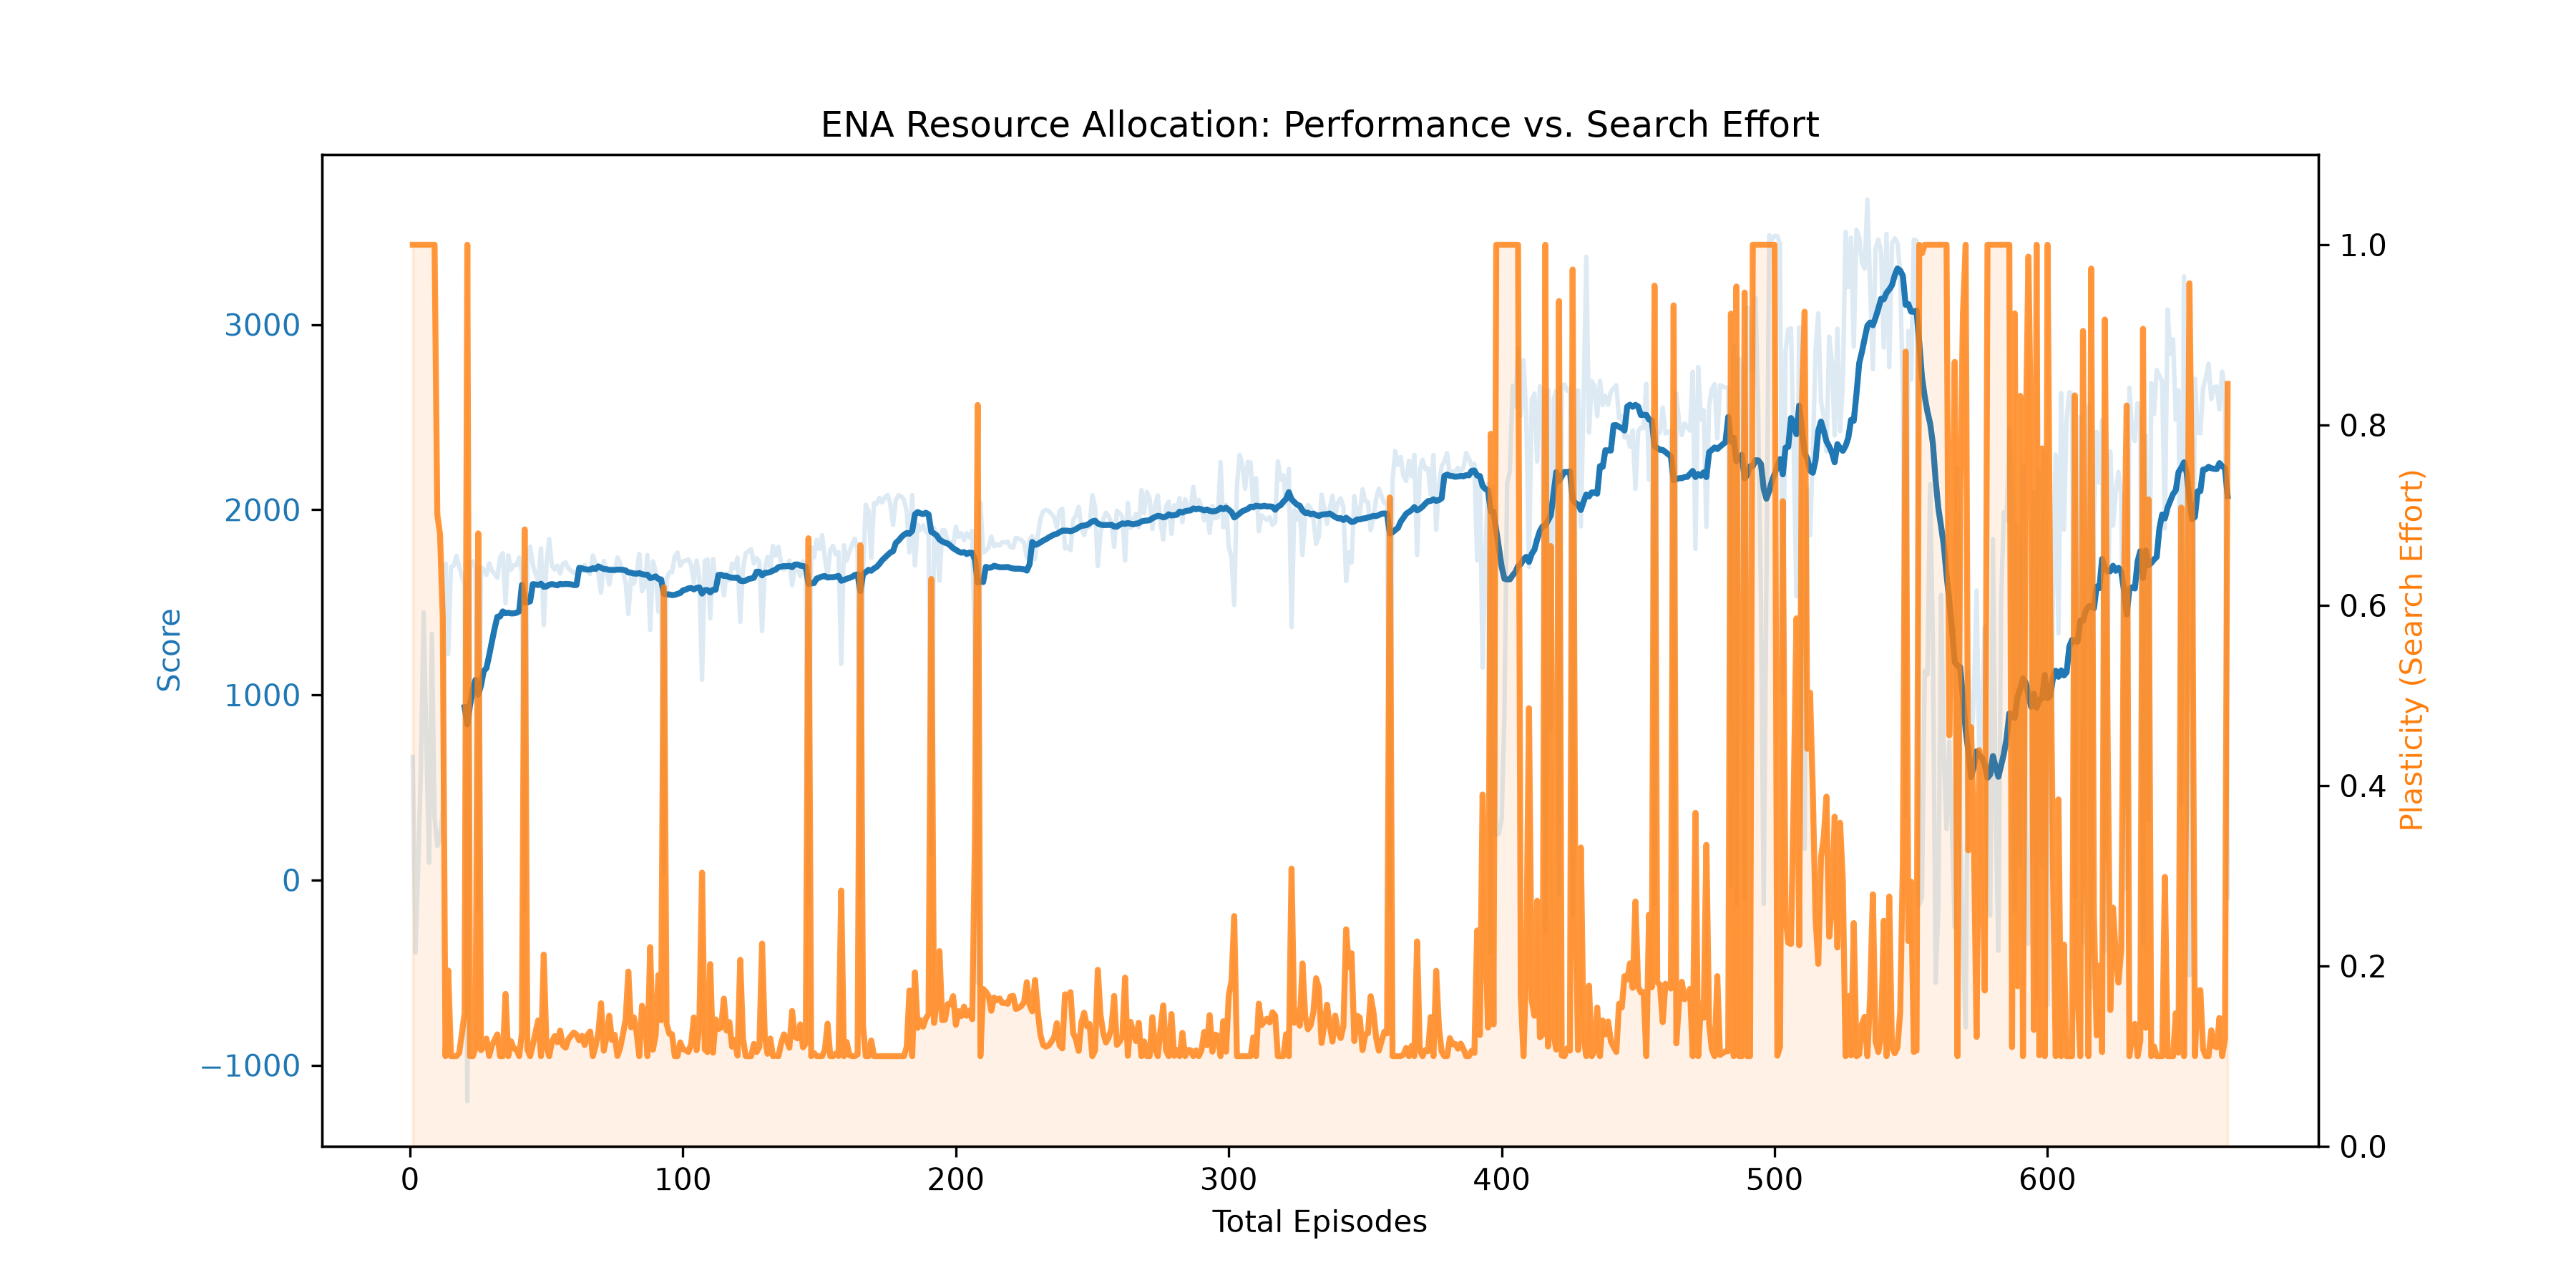 ENA Resource Allocation: Performance vs. Search Effort
Score
3000
2000
1000
0
−1000
1.0
0.8
0.6
0.4
0.2
0.0
Plasticity (Search Effort)
0 100 200 300 400 500 600
Total Episodes